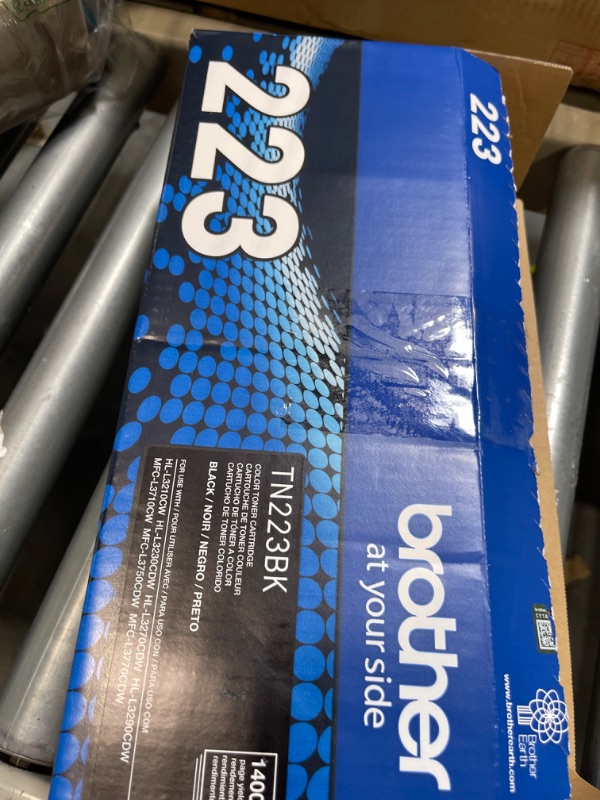 223
223
brother
at your side
TN223BK
COLOR TONER CARTRIDGE
CARTOUCHE DE TONER COULEUR
CARTUCHO DE TÓNER A COLOR
CARTUCHO DE TONER COLORIDO
BLACK / NOIR / NEGRO / PRETO
FOR USE WITH / POUR UTILISER AVEC / PARA USO CON / PARA USO COM
HL-L3210CW HL-L3230CDW HL-L3270CDW HL-L3290CDW
MFC-L3710CW MFC-L3750CDW MFC-L3770CDW
1400
page yield
Brother
Earth
www.brotherearth.com